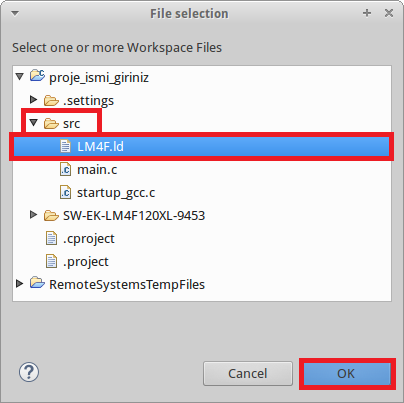 File selection
Select one or more Workspace Files
proje_ismi_giriniz
.settings
src
LM4F.ld
main.c
startup_gcc.c
SW-EK-LM4F120XL-9453
.cproject
.project
RemoteSystemsTempFiles
Cancel
OK